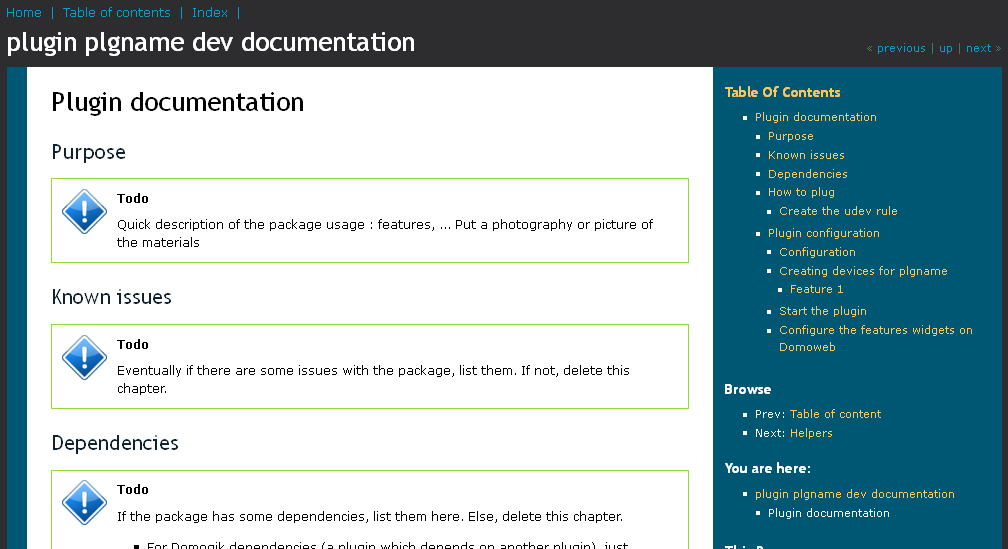 Home | Table of contents | Index |
plugin plgname dev documentation
« previous | up | next »
Plugin documentation
Purpose
Todo
Quick description of the package usage : features, ... Put a photography or picture of
the materials
Known issues
Todo
Eventually if there are some issues with the package, list them. If not, delete this
chapter.
Dependencies
Todo
If the package has some dependencies, list them here. Else, delete this chapter.
For Domogik dependencies (a plugin which depends on another plugin), just
Table Of Contents
Plugin documentation
Purpose
Known issues
Dependencies
How to plug
Create the udev rule
Plugin configuration
Configuration
Creating devices for plgname
Feature 1
Start the plugin
Configure the features widgets on
Domoweb
Browse
Prev: Table of content
Next: Helpers
You are here:
plugin plgname dev documentation
Plugin documentation